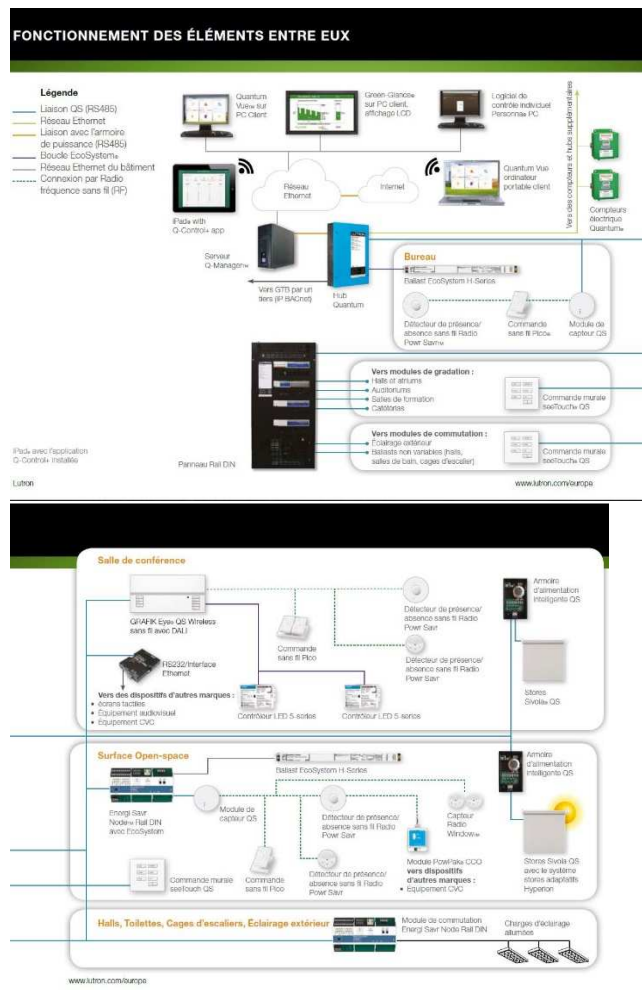 FONCTIONNEMENT DES ÉLÉMENTS ENTRE EUX
Légende
Liaison QS (RS485)
Réseau Ethernet
Liaison avec l'armoire
de puissance (RS485)
Boucle EcoSystem®
Réseau Ethernet du bâtiment
Connexion par Radio
fréquence sans fil (RF)
Quantum
Vue™ sur
PC Client
Green Glance®
sur PC client,
affichage LCD
Logiciel de
contrôle individuel
Personna® PC
Vers des compteurs et hubs supplémentaires
iPad® with
Q-Control+ app
Réseau
Ethernet
Internet
Quantum Vue
ordinateur
portable client
Compteurs
électrique
Quantum®
Serveur
Q-Manager™
Vers GTB par un
tiers (IP BACnet)
Hub
Quantum
Bureau
Ballast EcoSystem H-Series
Détecteur de présence/
absence sans fil Radio
Powr Savr™
Commande
sans fil Pico®
Module de
capteur QS
Vers modules de gradation :
• Halls et atriums
• Auditoriums
• Salles de formation
• Cafétéries
Commande murale
seeTouch® QS
Vers modules de commutation :
• Éclairage extérieur
• Ballasts non variables (halls,
salles de bain, cages d'escalier)
Commande murale
seeTouch® QS
iPad® avec l'application
Q-Control+ installée
Panneau Rail DIN
Lutron
www.lutron.com/europe
Salle de conférence
GRAFIK Eye® QS Wireless
sans fil avec DALI
Commande
sans fil Pico
Détecteur de présence/
absence sans fil Radio
Powr Savr
Détecteur de présence/
absence sans fil Radio
Powr Savr
Armoire
d'alimentation
intelligente QS
RS232/Interface
Ethernet
Vers des dispositifs d'autres marques :
• écrans tactiles
• Équipement audiovisuel
• Équipement CVC
Contrôleur LED 5-series
Contrôleur LED 5-series
Stores
Sivoia® QS
Surface Open-space
Ballast EcoSystem H-Series
Energi Savr
Node™ Rail DIN
avec EcoSystem
Module de
capteur QS
Détecteur de présence/
absence sans fil Radio
Powr Savr
Capteur
Radio
Window™
Armoire
d'alimentation
intelligente QS
Commande murale
seeTouch QS
Commande
sans fil Pico
Détecteur de présence/
absence sans fil Radio
Powr Savr
Module PowPak® CCO
vers dispositifs
d'autres marques :
• Équipement CVC
Stores Sivoia QS
avec le système
stores adaptatifs
Hyperion
Halls, Toilettes, Cages d'escaliers, Eclairage extérieur
Module de commutation
Energi Savr Node Rail DIN
Charges d'éclairage
allumées
www.lutron.com/europe